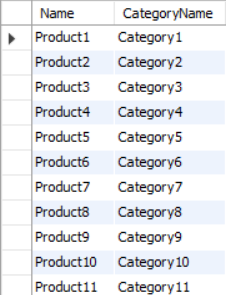 Name CategoryName
Product1 Category1
Product2 Category2
Product3 Category3
Product4 Category4
Product5 Category5
Product6 Category6
Product7 Category7
Product8 Category8
Product9 Category9
Product10 Category10
Product11 Category11